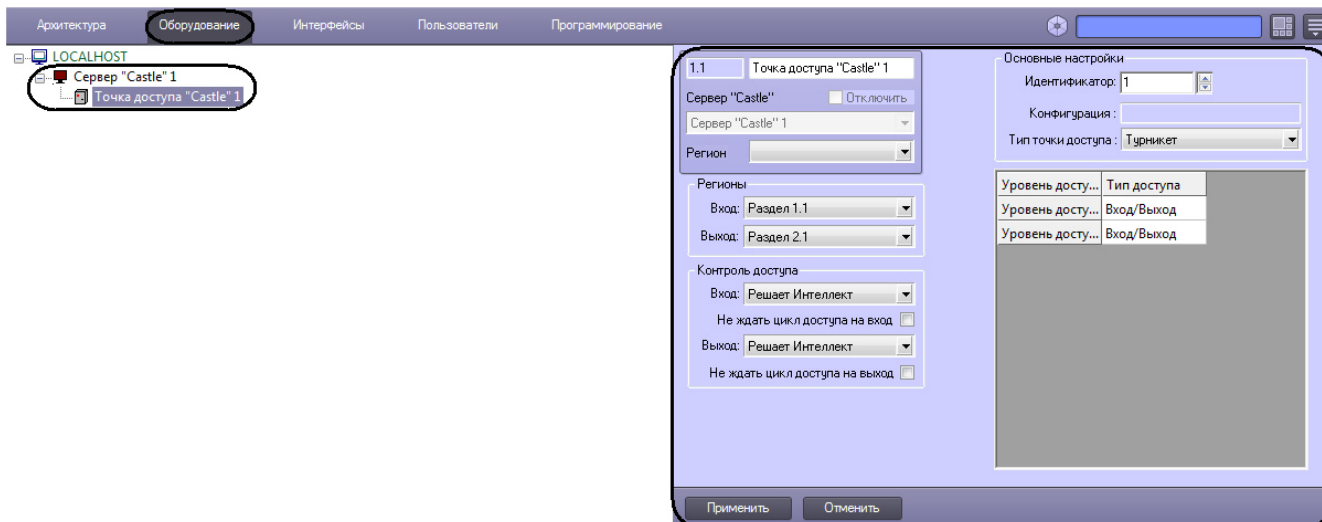 Архитектура Оборудование Интерфейсы Пользователи Программирование
LOCALHOST
Сервер "Castle" 1
Точка доступа "Castle" 1
1.1 Точка доступа "Castle" 1
Сервер "Castle" Отключить
Сервер "Castle" 1
Регион
Регионы
Вход: Раздел 1.1
Выход: Раздел 2.1
Контроль доступа
Вход: Решает Интеллект
Не ждать цикл доступа на вход
Выход: Решает Интеллект
Не ждать цикл доступа на выход
Основные настройки
Идентификатор: 1
Конфигурация :
Тип точки доступа : Турникет
Уровень досту... Тип доступа
Уровень досту... Вход/Выход
Уровень досту... Вход/Выход
Применить Отменить